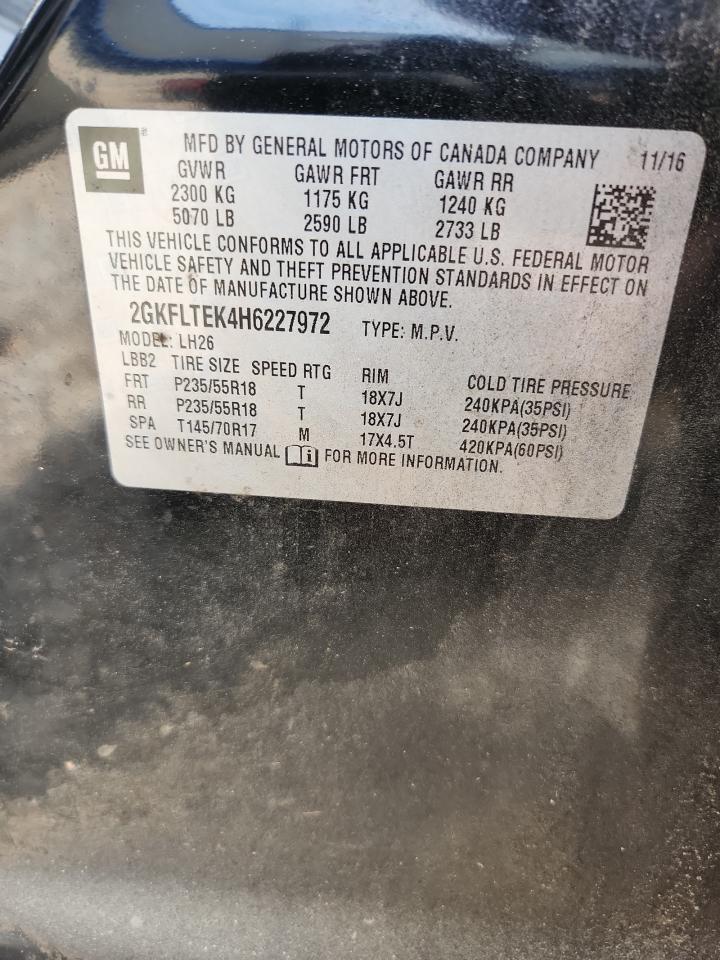 GM ®
MFD BY GENERAL MOTORS OF CANADA COMPANY 11/16
GVWR GAWR FRT GAWR RR
2300 KG 1175 KG 1240 KG
5070 LB 2590 LB 2733 LB
THIS VEHICLE CONFORMS TO ALL APPLICABLE U.S. FEDERAL MOTOR
VEHICLE SAFETY AND THEFT PREVENTION STANDARDS IN EFFECT ON
THE DATE OF MANUFACTURE SHOWN ABOVE.
2GKFLTEK4H6227972 TYPE: M.P.V.
MODEL: LH26
LBB2 TIRE SIZE SPEED RTG RIM COLD TIRE PRESSURE
FRT P235/55R18 T 18X7J 240KPA(35PSI)
RR P235/55R18 T 18X7J 240KPA(35PSI)
SPA T145/70R17 M 17X4.5T 420KPA(60PSI)
SEE OWNER'S MANUAL i FOR MORE INFORMATION.